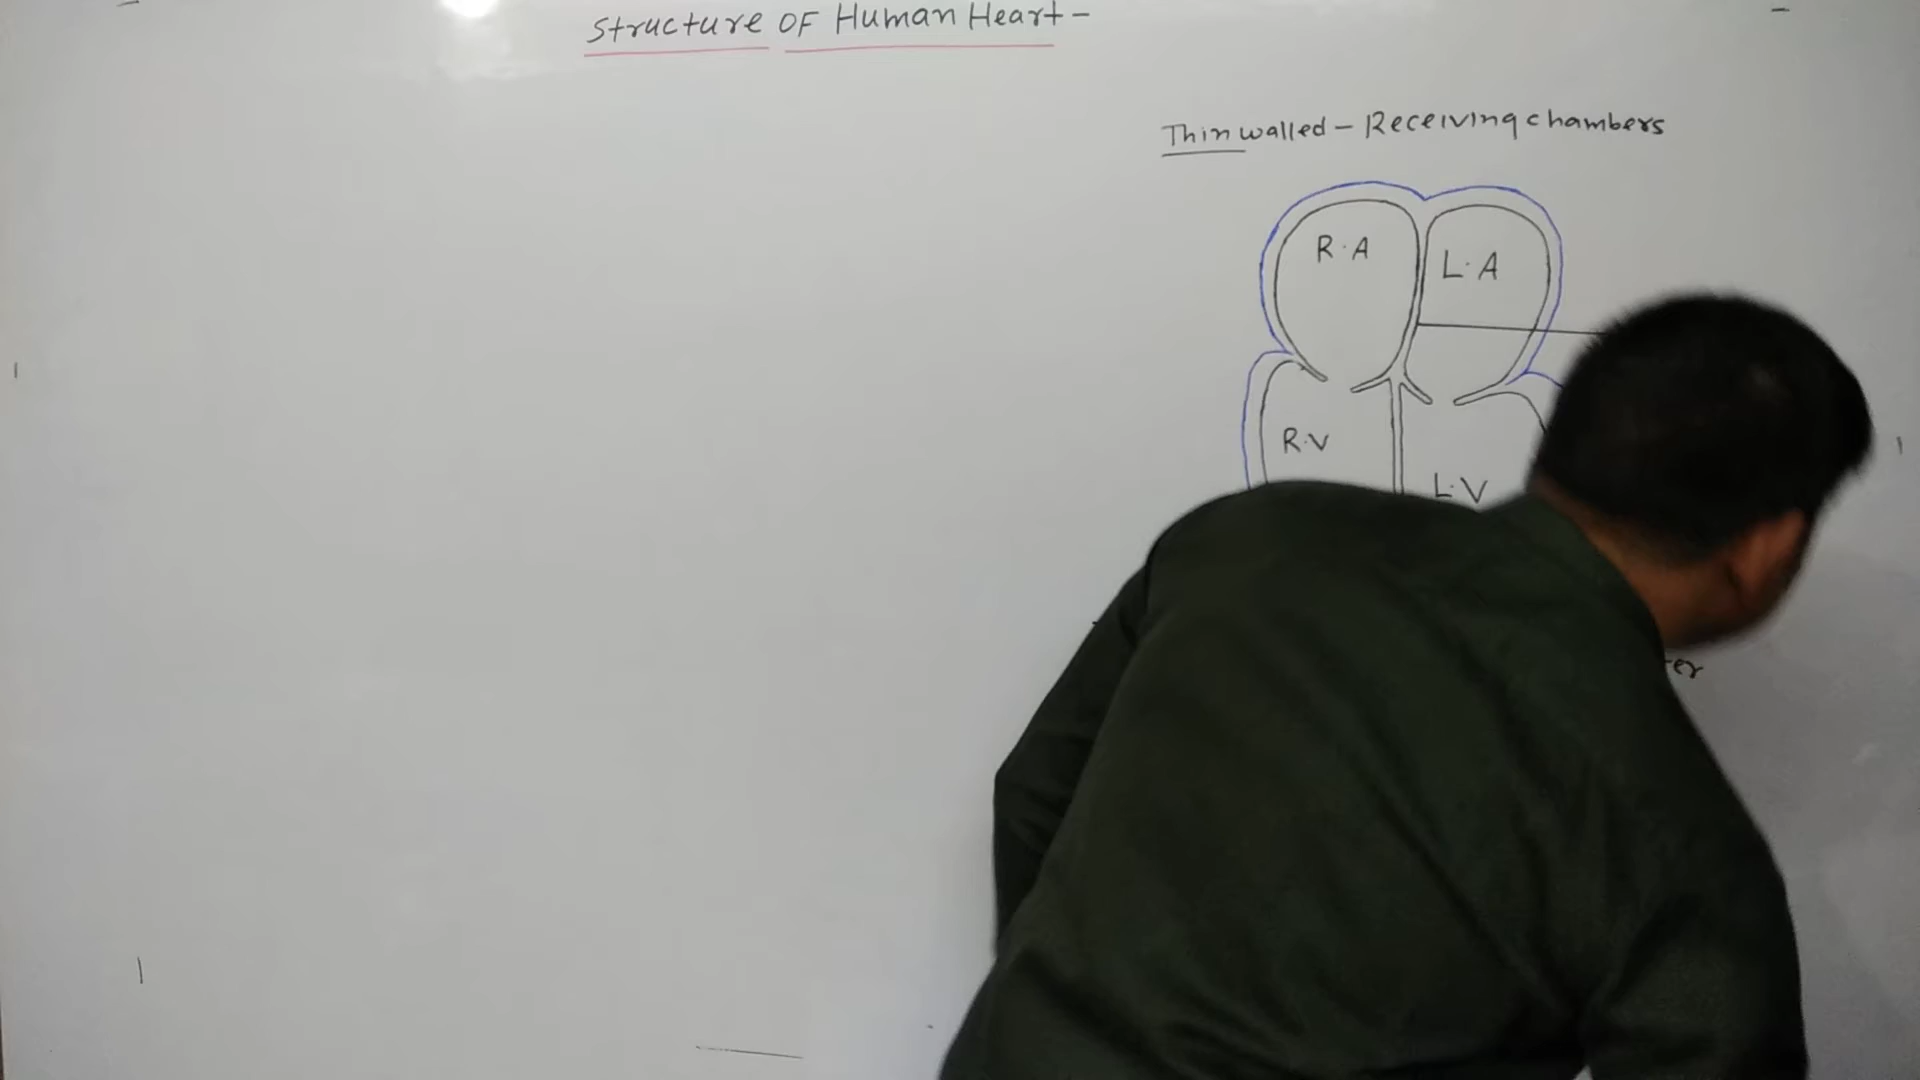 Structure OF Human Heart -
Thin walled - Receiving chambers
R.A
L.A
R.V
L.V